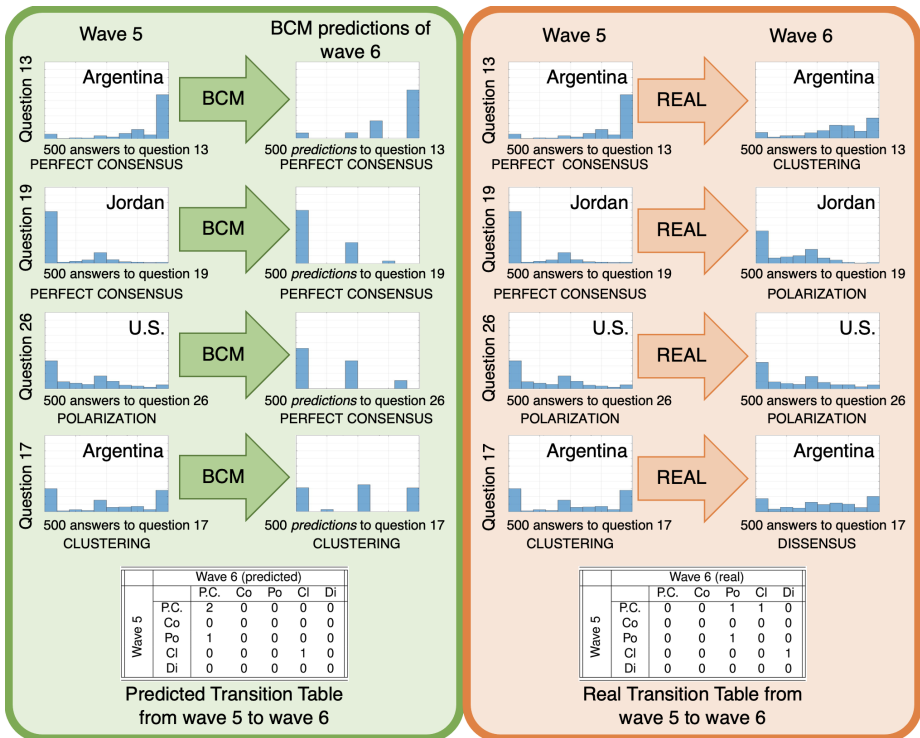 Wave 5
BCM predictions of
wave 6
Question 13
Argentina
BCM
500 answers to question 13
PERFECT CONSENSUS
500 predictions to question 13
PERFECT CONSENSUS
Question 19
Jordan
BCM
500 answers to question 19
PERFECT CONSENSUS
500 predictions to question 19
PERFECT CONSENSUS
Question 26
U.S.
BCM
500 answers to question 26
POLARIZATION
500 predictions to question 26
PERFECT CONSENSUS
Question 17
Argentina
BCM
500 answers to question 17
CLUSTERING
500 predictions to question 17
CLUSTERING
Wave 6 (predicted)
P.C. Co Po Cl Di
Wave 5
P.C. 2 0 0 0 0
Co 0 0 0 0 0
Po 1 0 0 0 0
Cl 0 0 0 1 0
Di 0 0 0 0 0
Predicted Transition Table
from wave 5 to wave 6
Wave 5
Wave 6
Question 13
Argentina
REAL
Argentina
500 answers to question 13
PERFECT CONSENSUS
500 answers to question 13
CLUSTERING
Question 19
Jordan
REAL
Jordan
500 answers to question 19
PERFECT CONSENSUS
500 answers to question 19
POLARIZATION
Question 26
U.S.
REAL
U.S.
500 answers to question 26
POLARIZATION
500 answers to question 26
POLARIZATION
Question 17
Argentina
REAL
Argentina
500 answers to question 17
CLUSTERING
500 answers to question 17
DISSENSUS
Wave 6 (real)
P.C. Co Po Cl Di
Wave 5
P.C. 0 0 1 1 0
Co 0 0 0 0 0
Po 0 0 1 0 0
Cl 0 0 0 0 1
Di 0 0 0 0 0
Real Transition Table from
wave 5 to wave 6